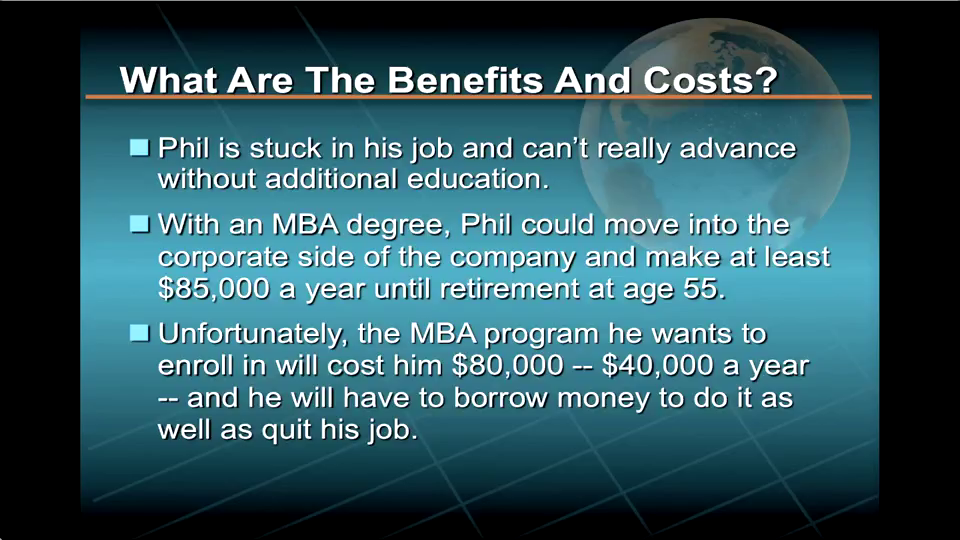 What Are The Benefits And Costs?
Phil is stuck in his job and can't really advance
without additional education.
With an MBA degree, Phil could move into the
corporate side of the company and make at least
$85,000 a year until retirement at age 55.
Unfortunately, the MBA program he wants to
enroll in will cost him $80,000 -- $40,000 a year
-- and he will have to borrow money to do it as
well as quit his job.